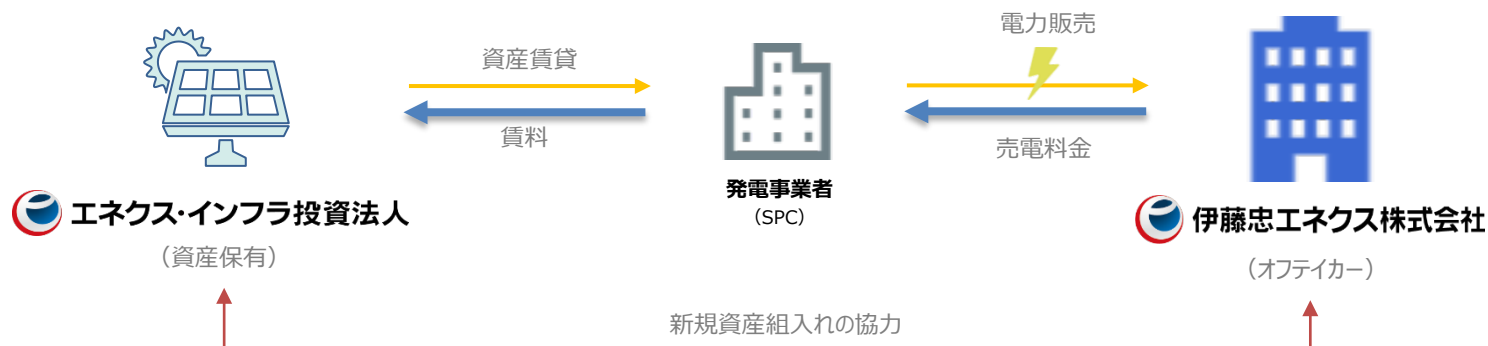 電力販売
資産賃貸
賃料
売電料金
発電事業者
（SPC）
エネクス・インフラ投資法人
（資産保有）
伊藤忠エネクス株式会社
（オフテイカー）
新規資産組入れの協力